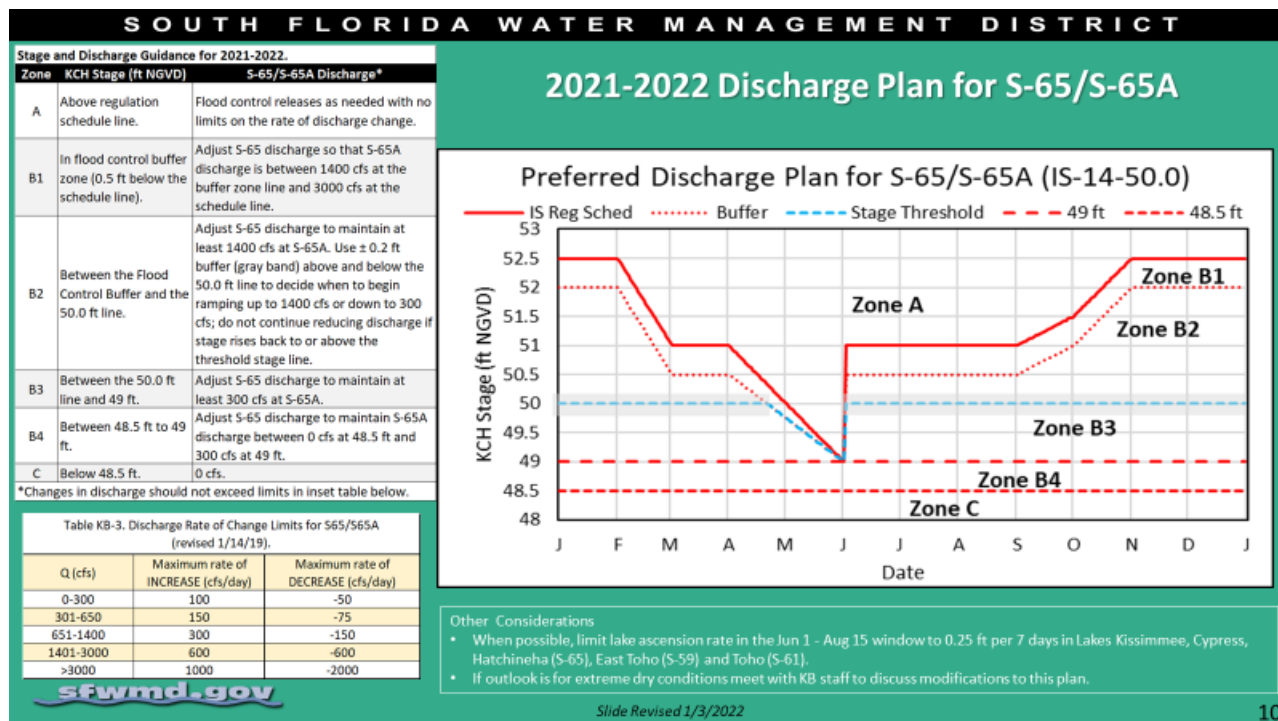 SOUTH FLORIDA WATER MANAGEMENT DISTRICT
Stage and Discharge Guidance for 2021-2022.
Zone KCH Stage (ft NGVD) S-65/S-65A Discharge*
A
Above regulation
schedule line.
Flood control releases as needed with no
limits on the rate of discharge change.
B1
In flood control buffer
zone (0.5 ft below the
schedule line).
Adjust S-65 discharge so that S-65A
discharge is between 1400 cfs at the
buffer zone line and 3000 cfs at the
schedule line.
B2
Between the Flood
Control Buffer and the
50.0 ft line.
Adjust S-65 discharge to maintain at
least 1400 cfs at S-65A. Use ± 0.2 ft
buffer (gray band) above and below the
50.0 ft line to decide when to begin
ramping up to 1400 cfs or down to 300
cfs; do not continue reducing discharge if
stage rises back to or above the
threshold stage line.
B3
Between the 50.0 ft
line and 49 ft.
Adjust S-65 discharge to maintain at
least 300 cfs at S-65A.
B4
Between 48.5 ft to 49
ft.
Adjust S-65 discharge to maintain S-65A
discharge between 0 cfs at 48.5 ft and
300 cfs at 49 ft.
C Below 48.5 ft. 0 cfs.
*Changes in discharge should not exceed limits in inset table below.
Table KB-3. Discharge Rate of Change Limits for S65/S65A
(revised 1/14/19).
Q (cfs)
Maximum rate of
INCREASE (cfs/day)
Maximum rate of
DECREASE (cfs/day)
0-300 100 -50
301-650 150 -75
651-1400 300 -150
1401-3000 600 -600
>3000 1000 -2000
sfwmd.gov
2021-2022 Discharge Plan for S-65/S-65A
Preferred Discharge Plan for S-65/S-65A (IS-14-50.0)
IS Reg Sched Buffer Stage Threshold 49 ft 48.5 ft
53
52.5
52
51.5
51
50.5
50
49.5
49
48.5
48
KCH Stage (ft NGVD)
Zone B1
Zone A
Zone B2
Zone B3
Zone B4
Zone C
J F M A M J J A S O N D J
Date
Other Considerations
• When possible, limit lake ascension rate in the Jun 1 - Aug 15 window to 0.25 ft per 7 days in Lakes Kissimmee, Cypress,
Hatchineha (S-65), East Toho (S-59) and Toho (S-61).
• If outlook is for extreme dry conditions meet with KB staff to discuss modifications to this plan.
Slide Revised 1/3/2022
10